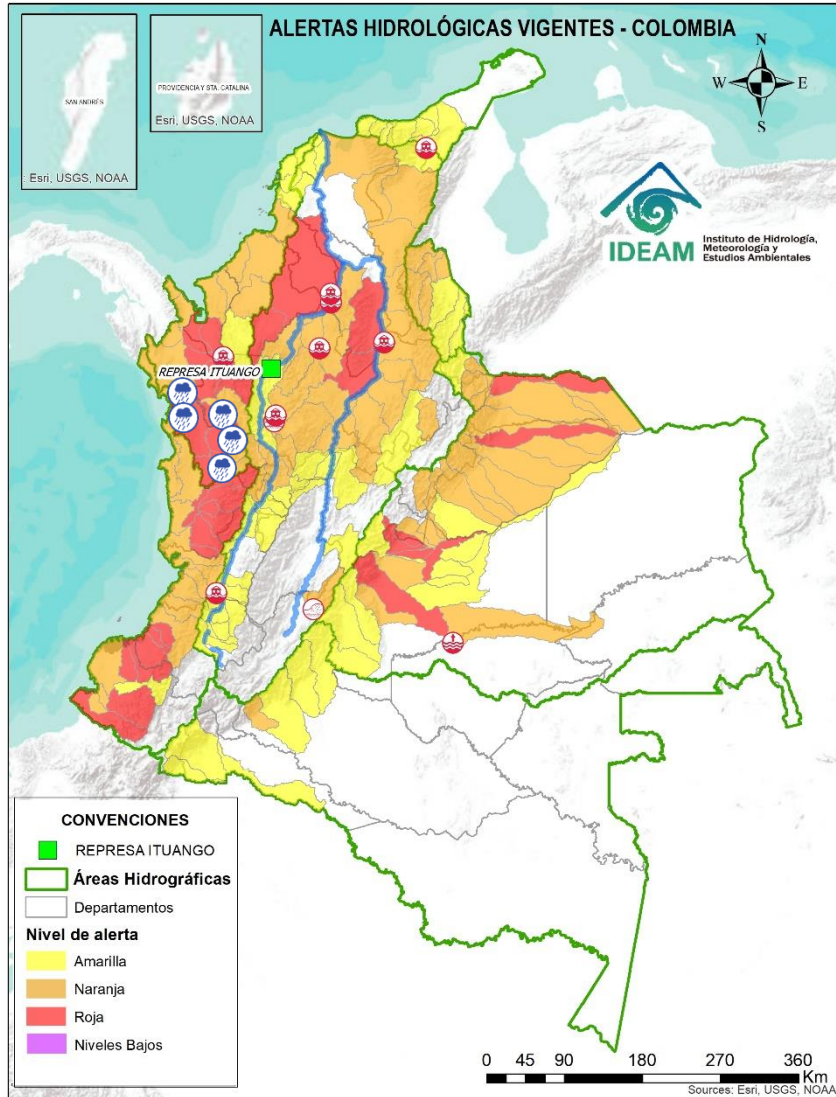 ALERTAS HIDROLÓGICAS VIGENTES - COLOMBIA
SAN ANDRÉS
Esri, USGS, NOAA
PROVIDENCIA Y STA. CATALINA
Esri, USGS, NOAA
N
W
E
S
IDEAM
Instituto de Hidrología,
Meteorología y
Estudios Ambientales
REPRESA ITUANGO
CONVENCIONES
REPRESA ITUANGO
Áreas Hidrográficas
Departamentos
Nivel de alerta
Amarilla
Naranja
Roja
Niveles Bajos
0 45 90 180 270 360
Km
Sources: Esri, USGS, NOAA